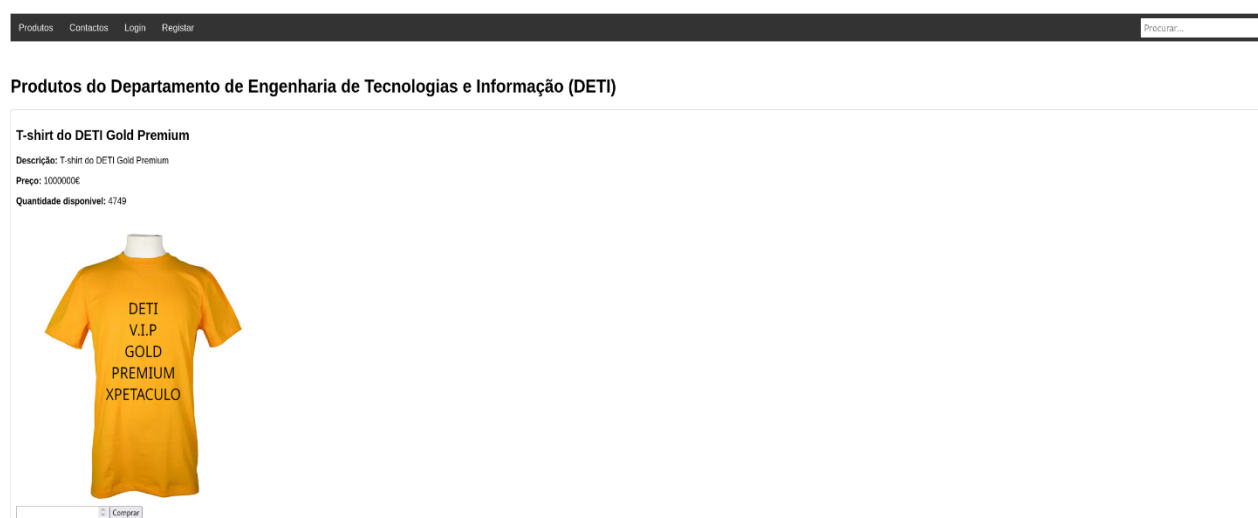 Produtos Contactos Login Registar Procurar...
Produtos do Departamento de Engenharia de Tecnologias e Informação (DETI)
T-shirt do DETI Gold Premium
Descrição: T-shirt do DETI Gold Premium
Preço: 1000000€
Quantidade disponível: 4749
DETI
V.I.P
GOLD
PREMIUM
XPETACULO
Comprar